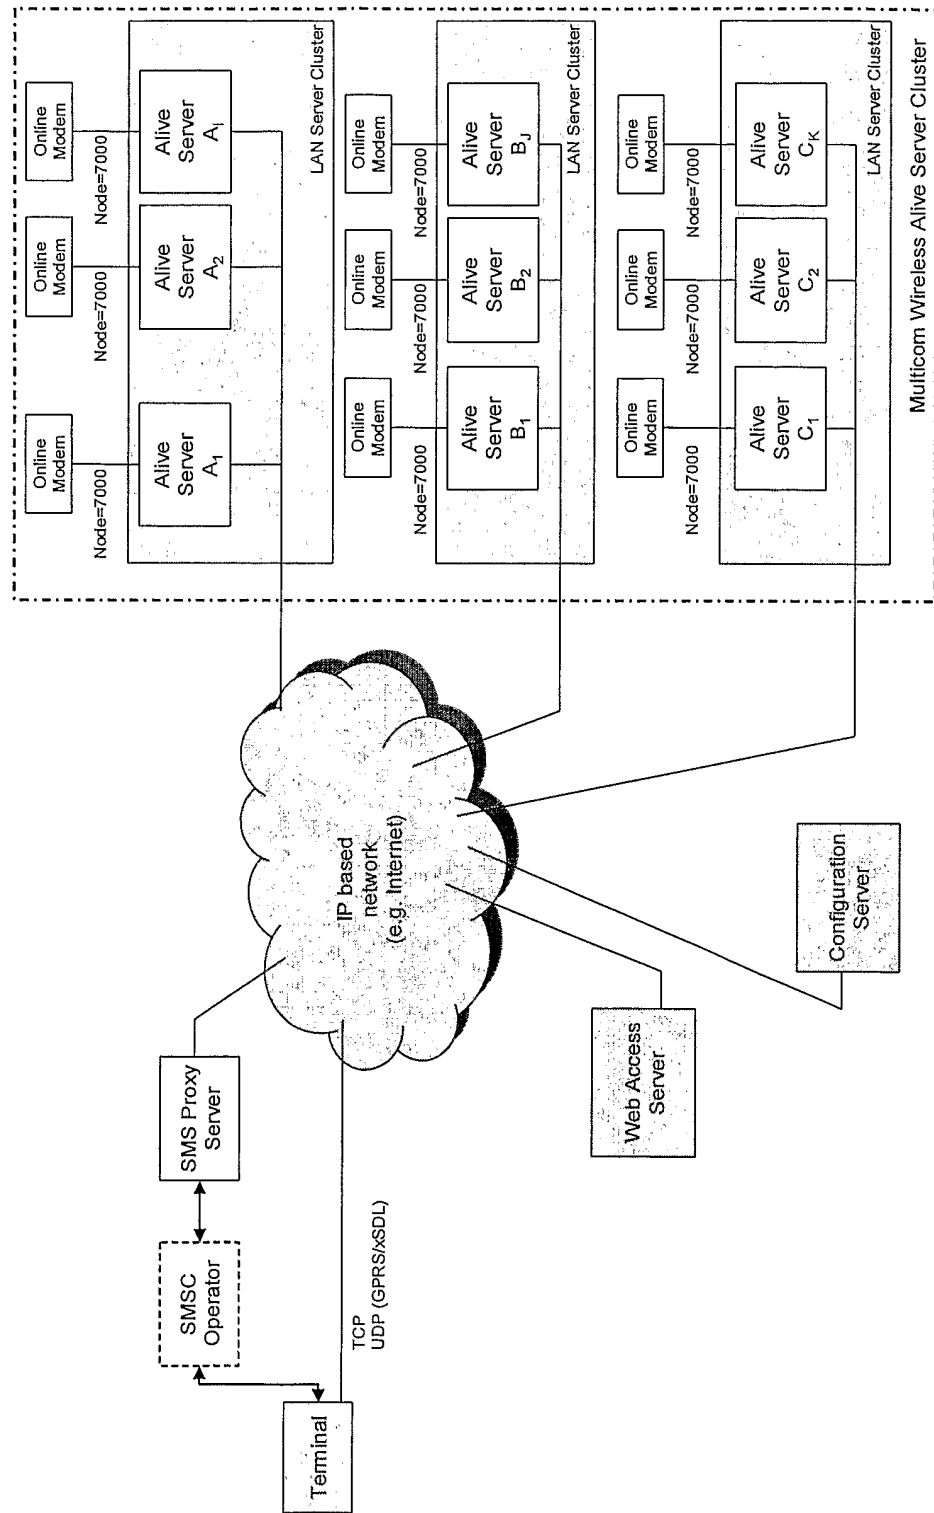 Online
Modem
Online
Modem
Online
Modem
Node=7000
Node=7000
Node=7000
Alive
Server
A1
Alive
Server
A2
Alive
Server
AI
LAN Server Cluster
SMSC
Operator
SMS Proxy
Server
Terminal
TCP
UDP (GPRS/xSDL)
IP based
network
(e.g. Internet)
Online
Modem
Online
Modem
Online
Modem
Node=7000
Node=7000
Node=7000
Alive
Server
B1
Alive
Server
B2
Alive
Server
BJ
LAN Server Cluster
Web Access
Server
Online
Modem
Online
Modem
Online
Modem
Node=7000
Node=7000
Node=7000
Alive
Server
C1
Alive
Server
C2
Alive
Server
CK
LAN Server Cluster
Configuration
Server
Multicom Wireless Alive Server Cluster